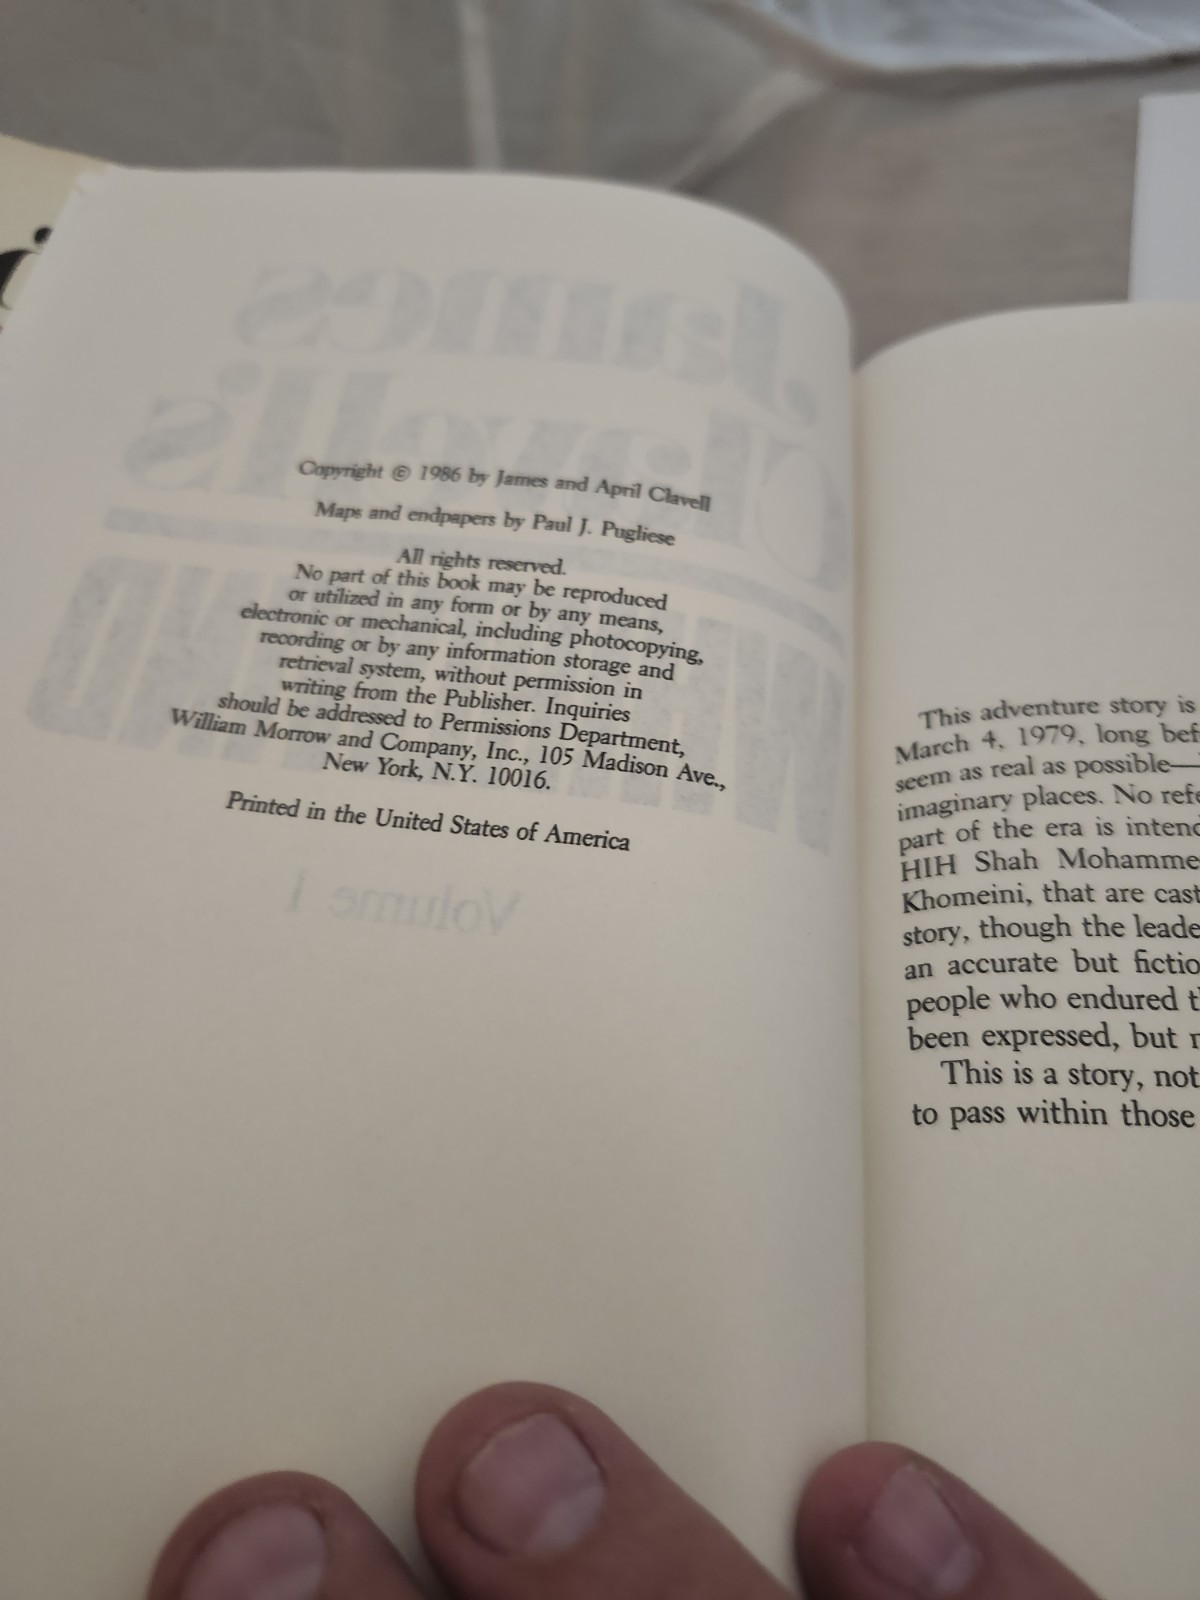 James
Clavell's
WHIRLWIND
Volume 1
Copyright © 1986 by James and April Clavell
Maps and endpapers by Paul J. Pugliese
All rights reserved.
No part of this book may be reproduced
or utilized in any form or by any means,
electronic or mechanical, including photocopying,
recording or by any information storage and
retrieval system, without permission in
writing from the Publisher. Inquiries
should be addressed to Permissions Department,
William Morrow and Company, Inc., 105 Madison Ave.,
New York, N.Y. 10016.
Printed in the United States of America
This adventure story is
March 4, 1979, long bef
seem as real as possible—
imaginary places. No refe
part of the era is intend
HIH Shah Mohamme
Khomeini, that are cast
story, though the leade
an accurate but fictio
people who endured t
been expressed, but
This is a story, not
to pass within those